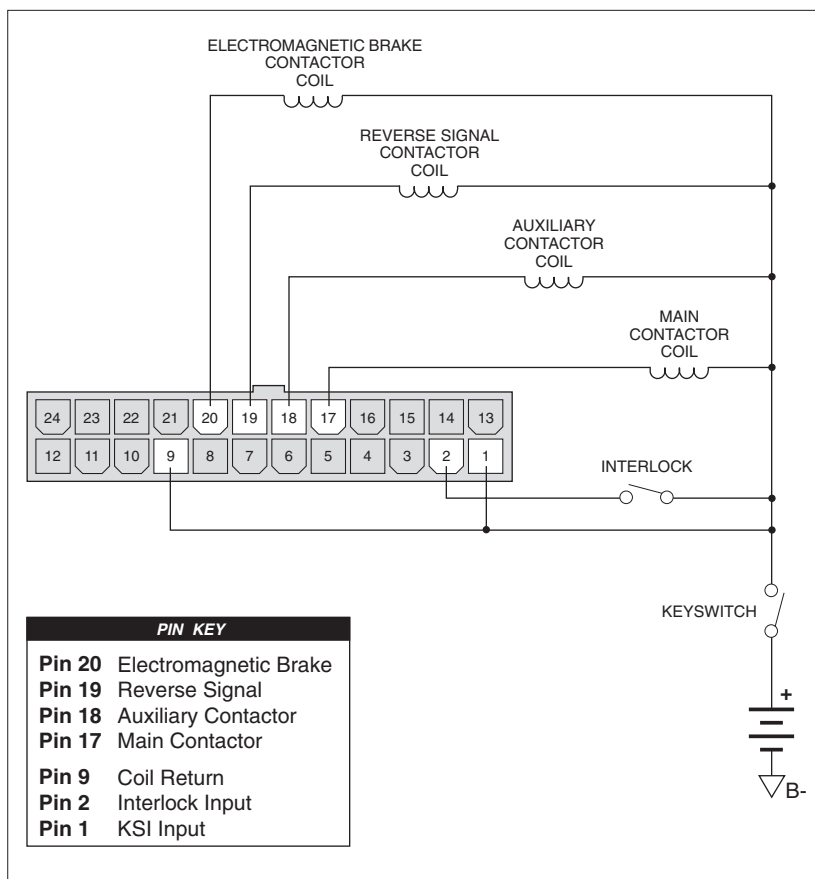 ELECTROMAGNETIC BRAKE
CONTACTOR
COIL
REVERSE SIGNAL
CONTACTOR
COIL
AUXILIARY
CONTACTOR
COIL
MAIN
CONTACTOR
COIL
24 23 22 21 20 19 18 17 16 15 14 13
12 11 10 9 8 7 6 5 4 3 2 1
INTERLOCK
KEYSWITCH
+
B-
PIN KEY
Pin 20 Electromagnetic Brake
Pin 19 Reverse Signal
Pin 18 Auxiliary Contactor
Pin 17 Main Contactor
Pin 9 Coil Return
Pin 2 Interlock Input
Pin 1 KSI Input